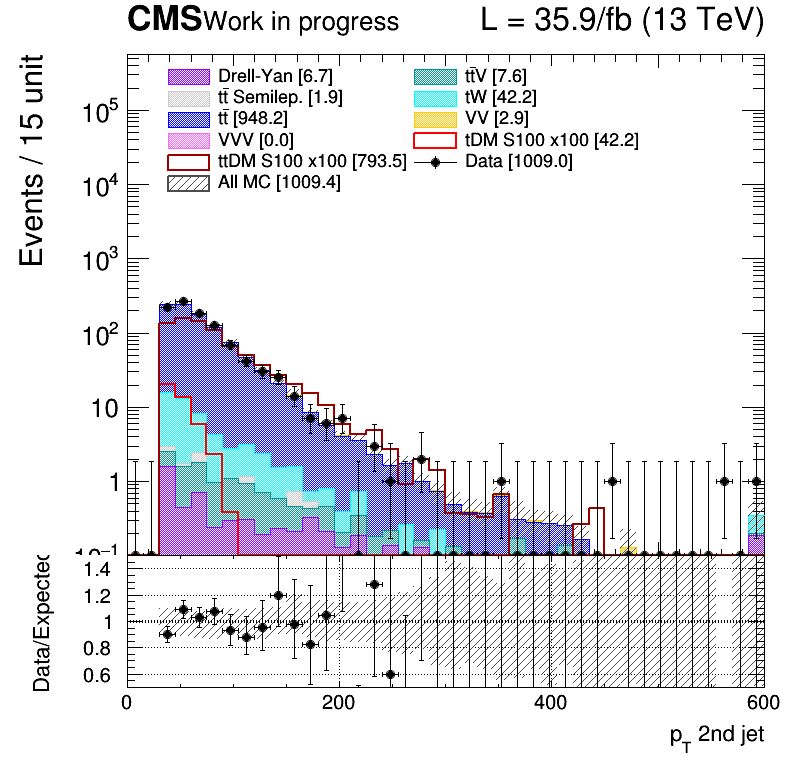 CMS Work in progress L = 35.9/fb (13 TeV)
Events / 15 unit
Drell-Yan [6.7] tt̄V [7.6]
tt̄ Semilep. [1.9] tW [42.2]
tt̄ [948.2] VV [2.9]
VVV [0.0] tDM S100 x100 [42.2]
ttDM S100 x100 [793.5] Data [1009.0]
All MC [1009.4]
10⁵
10⁴
10³
10²
10
1
10⁻¹
Data/Expected
1.4
1.2
1
0.8
0.6
0 200 400 600
p_T 2nd jet